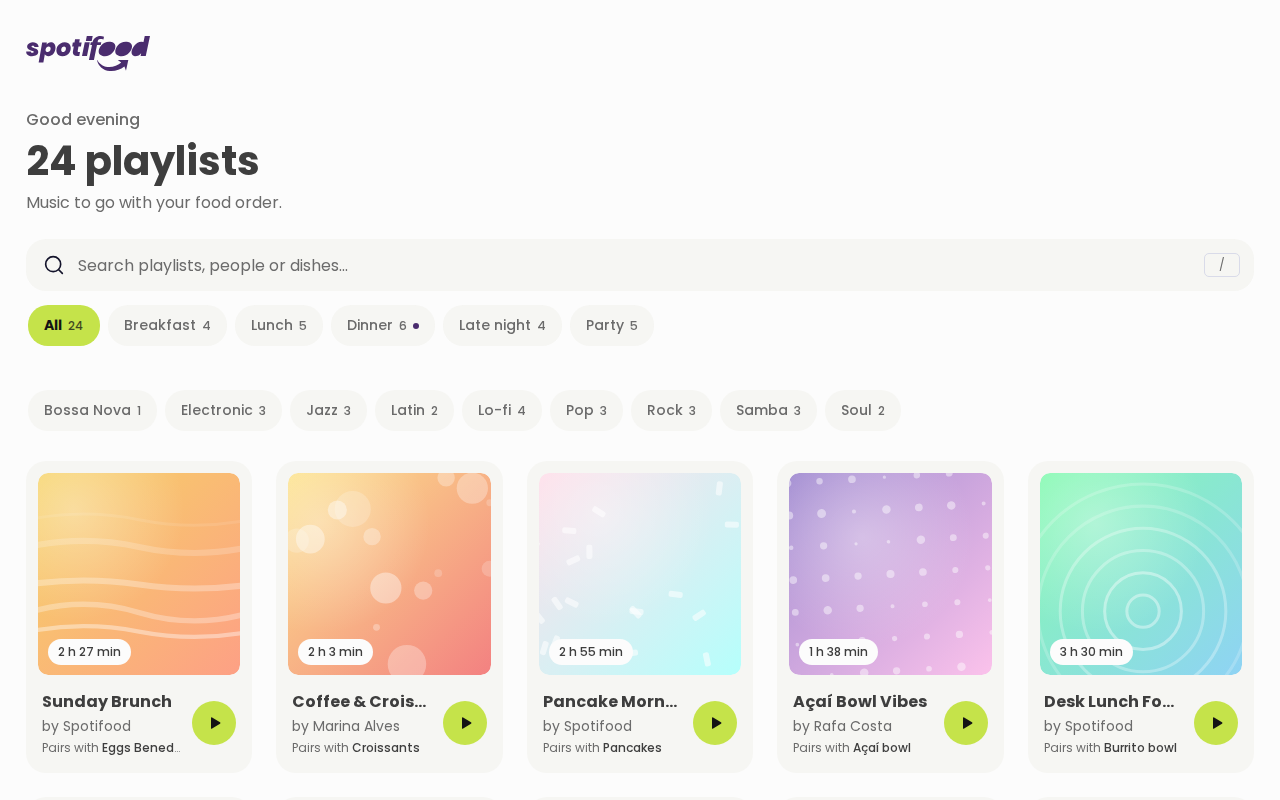 spotifood
Good evening
24 playlists
Music to go with your food order.
Search playlists, people or dishes... /
All 24 Breakfast 4 Lunch 5 Dinner 6 Late night 4 Party 5
Bossa Nova 1 Electronic 3 Jazz 3 Latin 2 Lo-fi 4 Pop 3 Rock 3 Samba 3 Soul 2
2 h 27 min
2 h 3 min
2 h 55 min
1 h 38 min
3 h 30 min
Sunday Brunch
by Spotifood
Pairs with Eggs Bened...
Coffee & Crois...
by Marina Alves
Pairs with Croissants
Pancake Morn...
by Spotifood
Pairs with Pancakes
Açaí Bowl Vibes
by Rafa Costa
Pairs with Açaí bowl
Desk Lunch Fo...
by Spotifood
Pairs with Burrito bowl